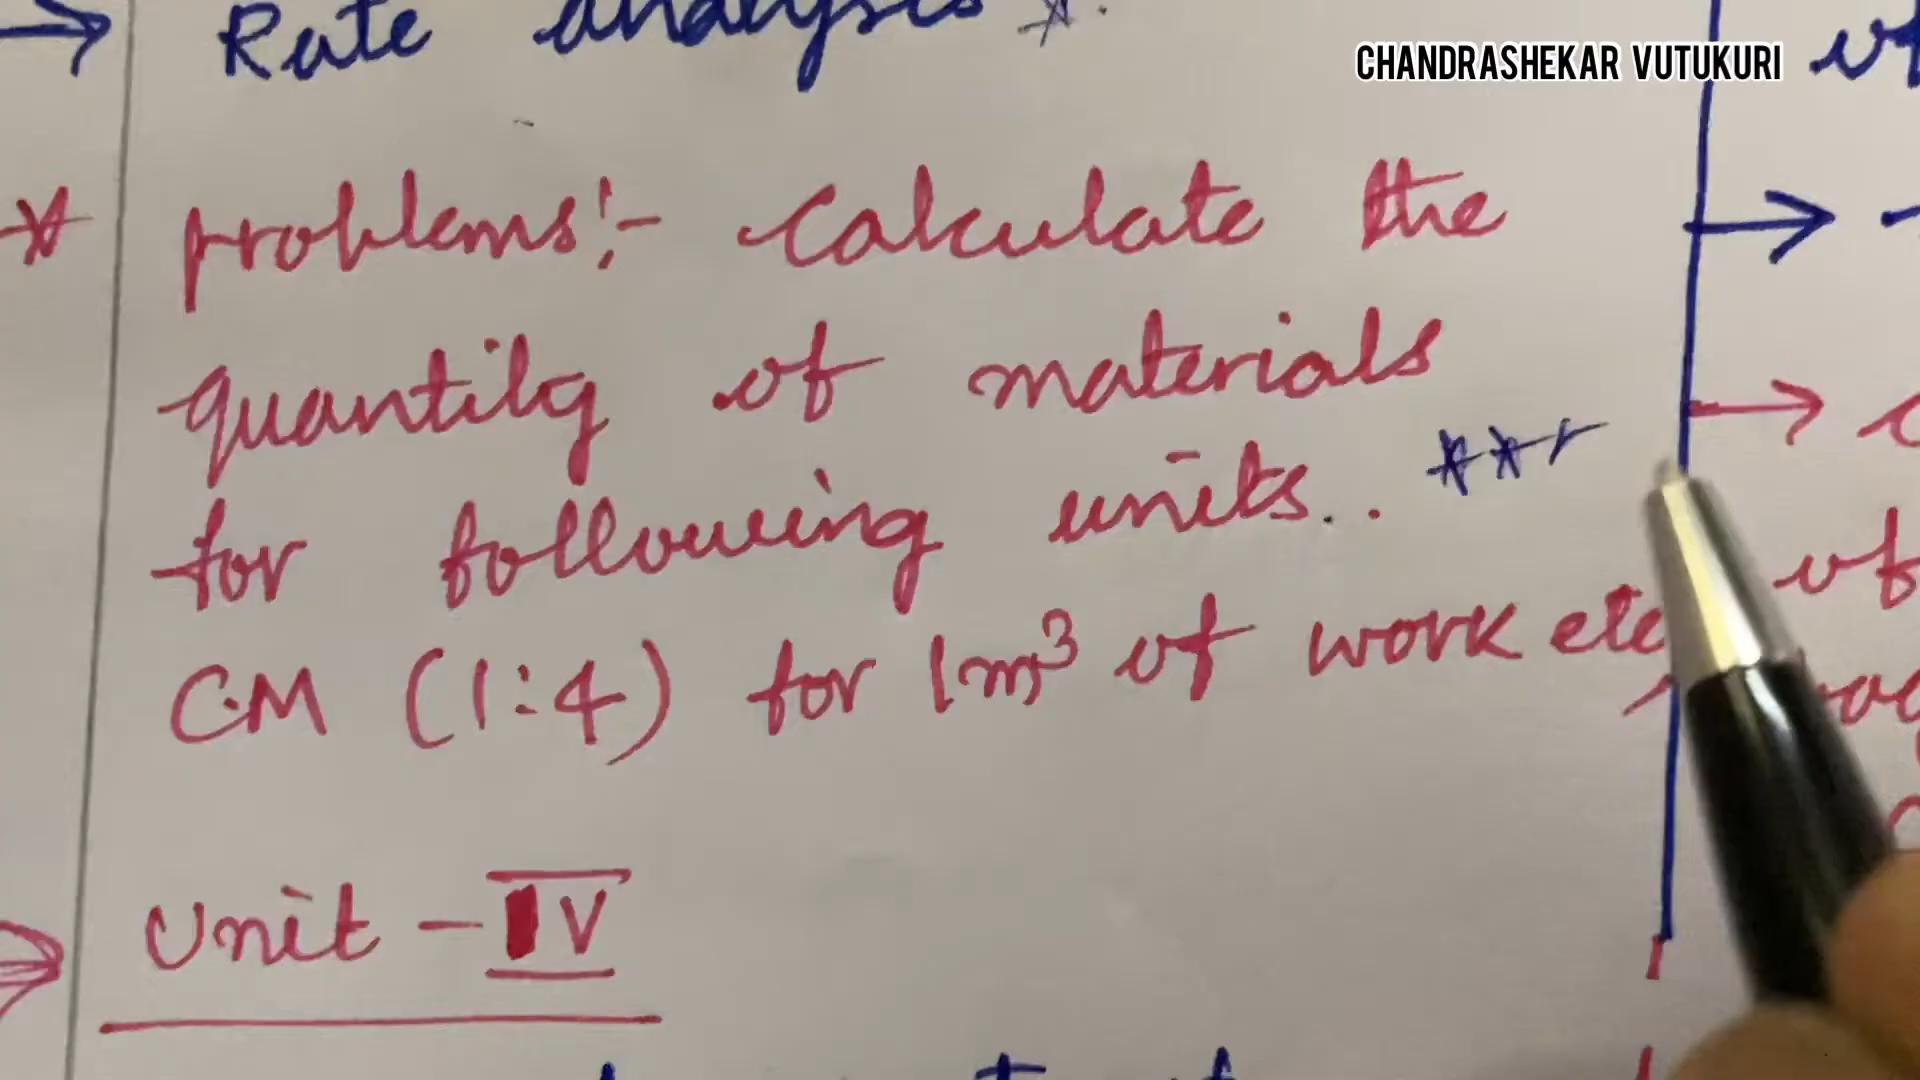 Rate analysis
CHANDRASHEKAR VUTUKURI
problems:- calculate the
quantity of materials
for following units..
CM (1:4) for 1m³ of work etc
of
Unit - IV